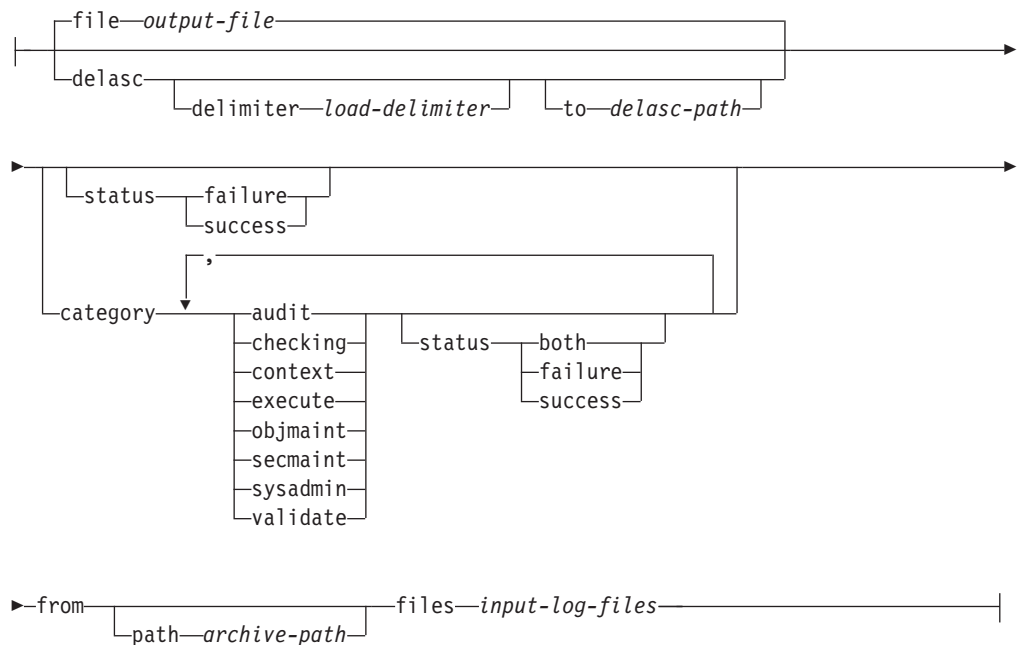 file output-file
delasc
delimiter load-delimiter to delasc-path
status failure
success
,
category audit
checking status both
context failure
execute success
objmaint
secmaint
sysadmin
validate
from files input-log-files
path archive-path